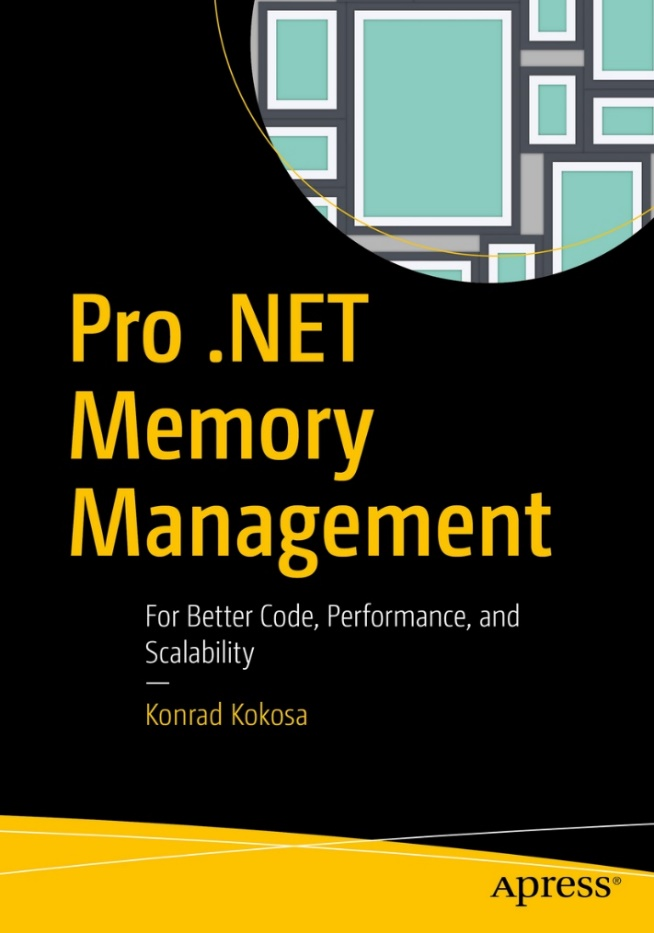 Pro .NET
Memory
Management
For Better Code, Performance, and
Scalability
—
Konrad Kokosa
Apress®